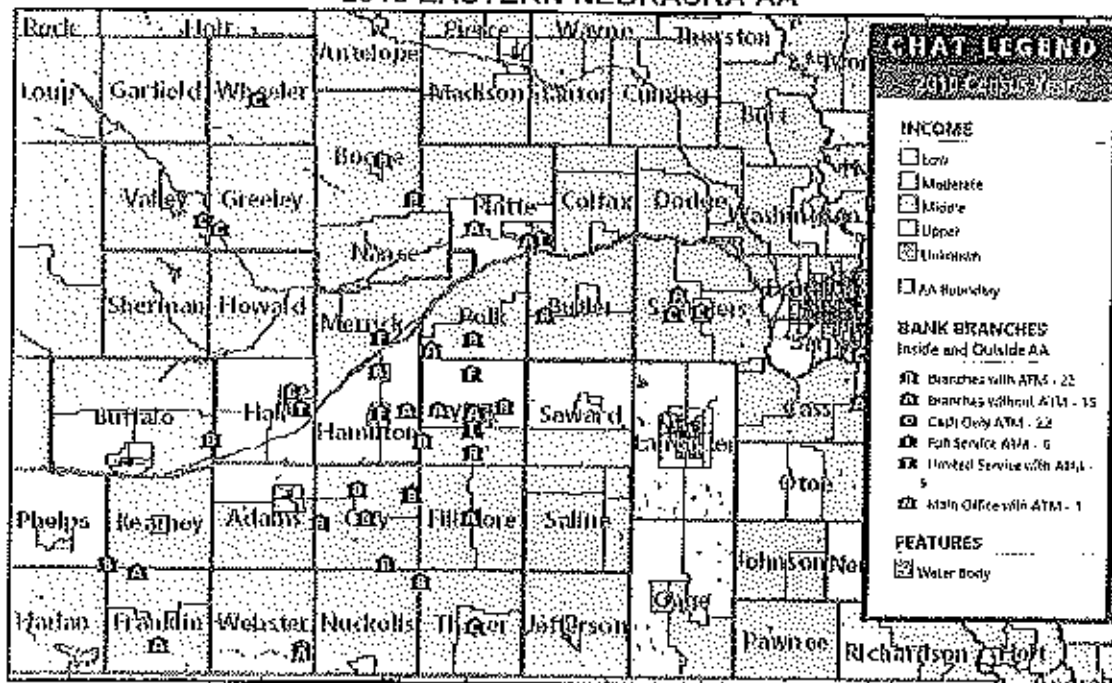 2013 EASTERN NEBRASKA AA
Rock Holt Antelope Pierce Wayne Thurston
Loup Garfield Wheeler Madison Stanton Cuming Burt
Boone
Valley Greeley Platte Colfax Dodge Washington
Nance
Sherman Howard Merrick Polk Butler Saunders
Buffalo Hall Hamilton York Seward Lancaster Cass
Otoe
Phelps Kearney Adams Clay Fillmore Saline
Johnson
Gage
Harlan Franklin Webster Nuckolls Thayer Jefferson Pawnee Richardson Holt
CHAT LEGEND
2010 Census Year
INCOME
Low
Moderate
Middle
Upper
Unknown
AA Boundary
BANK BRANCHES
Inside and Outside AA
Branches with ATM - 22
Branches without ATM - 15
Cash Only ATM - 22
Full Service ATM - 6
Limited Service with ATM -
5
Main Office with ATM - 1
FEATURES
Water Body